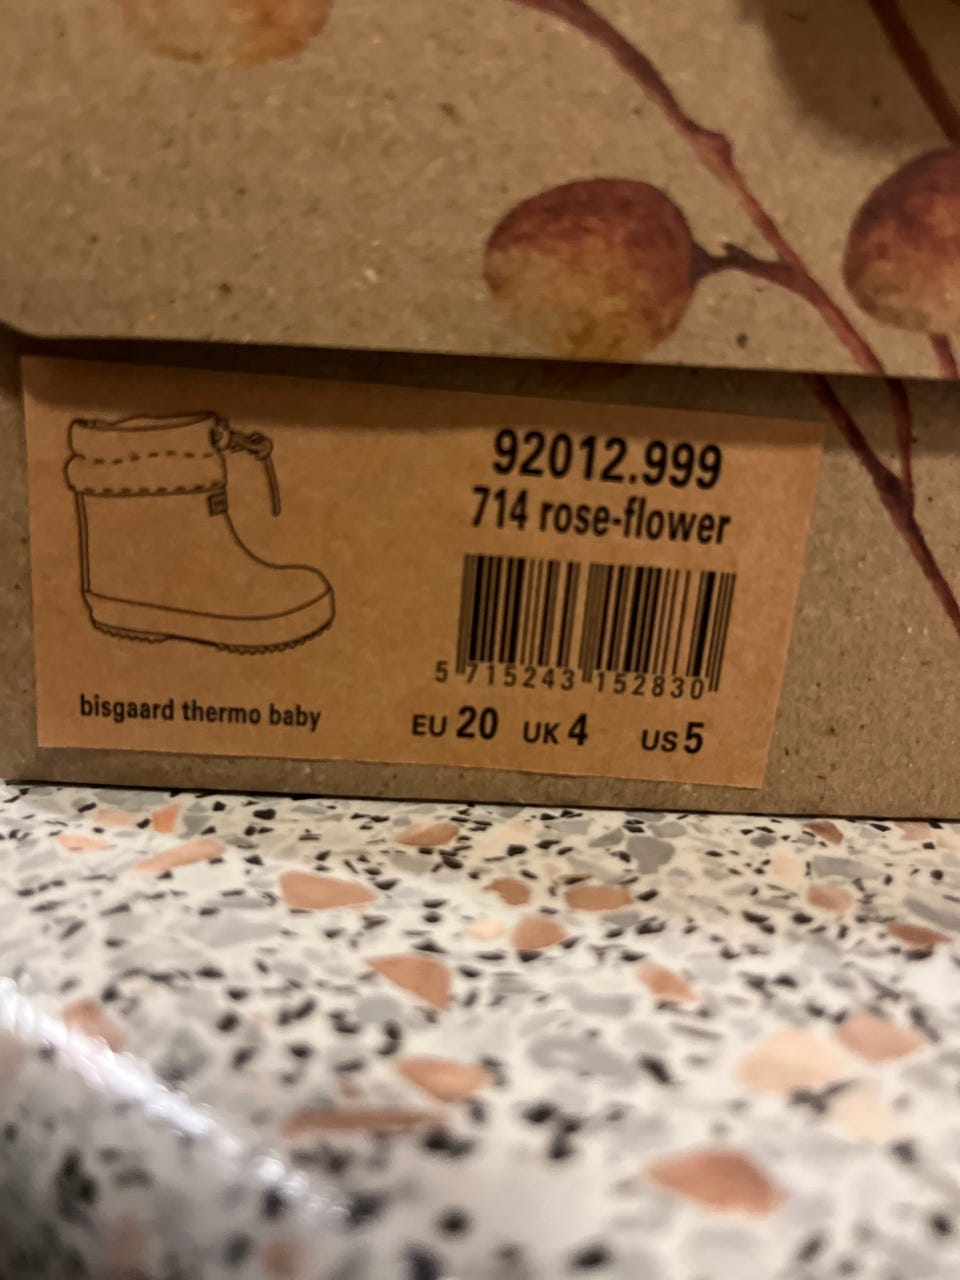 92012.999
714 rose-flower
5 715243 152830
bisgaard thermo baby
EU 20 UK 4 US 5